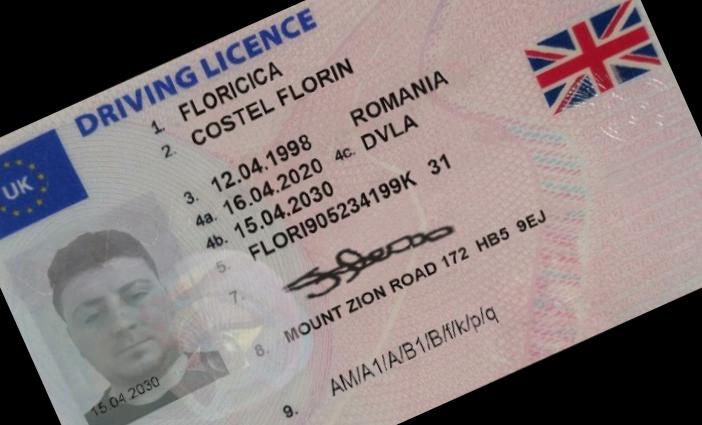 DRIVING LICENCE
UK
1. FLORICICA
2. COSTEL FLORIN
3. 12.04.1998 ROMANIA
4a. 16.04.2020 4c. DVLA
4b. 15.04.2030
5. FLORI905234199K 31
7.
8. MOUNT ZION ROAD 172 HB5 9EJ
9. AM/A1/A/B1/B/f/k/p/q
15.04.2030